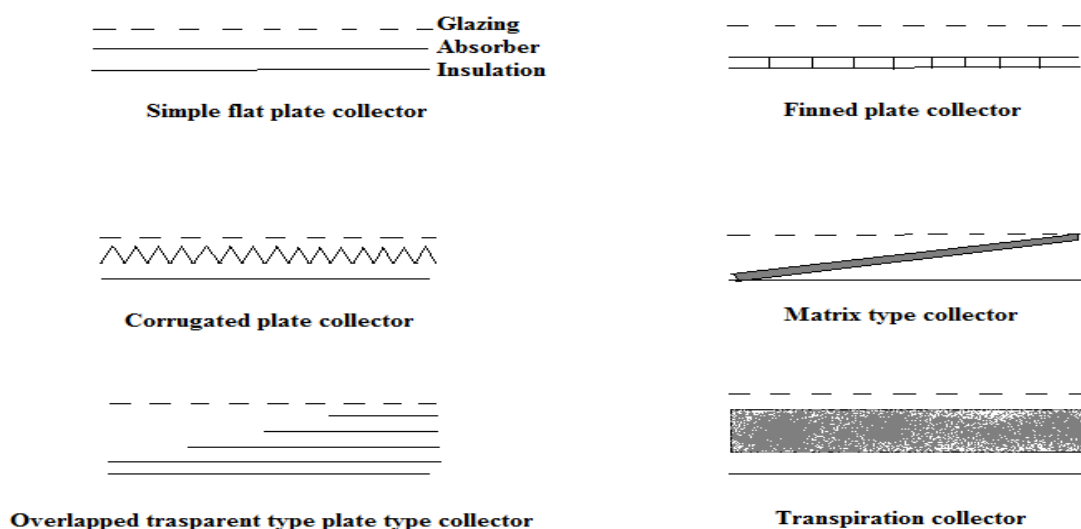 Glazing
Absorber
Insulation
Simple flat plate collector
Finned plate collector
Corrugated plate collector
Matrix type collector
Overlapped trasparent type plate type collector
Transpiration collector